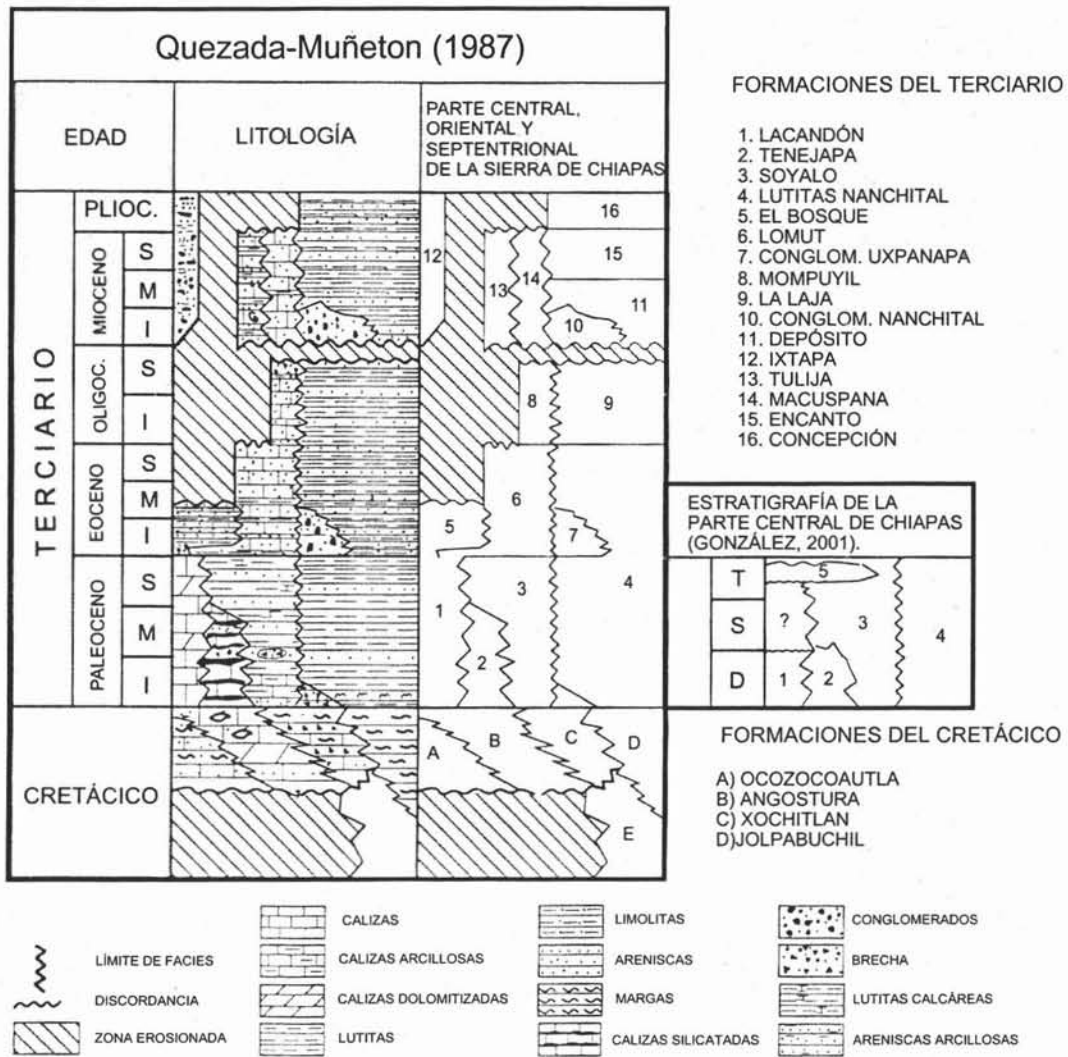 Quezada-Muñeton (1987)
EDAD
LITOLOGÍA
PARTE CENTRAL,
ORIENTAL Y
SEPTENTRIONAL
DE LA SIERRA DE CHIAPAS
TERCIARIO
PLIOC.
MIOCENO
S
M
I
OLIGOC.
S
I
EOCENO
S
M
I
PALEOCENO
S
M
I
CRETÁCICO
16
12
15
14
13
11
10
8
9
6
5
7
4
3
1
2
A
B
C
D
E
FORMACIONES DEL TERCIARIO
1. LACANDÓN
2. TENEJAPA
3. SOYALO
4. LUTITAS NANCHITAL
5. EL BOSQUE
6. LOMUT
7. CONGLOM. UXPANAPA
8. MOMPUYIL
9. LA LAJA
10. CONGLOM. NANCHITAL
11. DEPÓSITO
12. IXTAPA
13. TULIJA
14. MACUSPANA
15. ENCANTO
16. CONCEPCIÓN
ESTRATIGRAFÍA DE LA
PARTE CENTRAL DE CHIAPAS
(GONZÁLEZ, 2001).
T
5
S
?
3
4
D
1
2
FORMACIONES DEL CRETÁCICO
A) OCOZOCOAUTLA
B) ANGOSTURA
C) XOCHITLAN
D)JOLPABUCHIL
LÍMITE DE FACIES
DISCORDANCIA
ZONA EROSIONADA
CALIZAS
CALIZAS ARCILLOSAS
CALIZAS DOLOMITIZADAS
LUTITAS
LIMOLITAS
ARENISCAS
MARGAS
CALIZAS SILICATADAS
CONGLOMERADOS
BRECHA
LUTITAS CALCÁREAS
ARENISCAS ARCILLOSAS